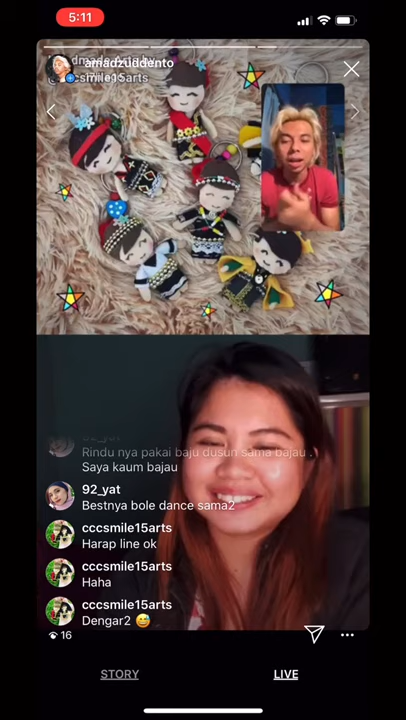 5:11
amadzuddento
ccsmile15arts
Rindu nya pakai baju dusun sama bajau .
Saya kaum bajau
92_yat
Bestnya bole dance sama2
cccsmile15arts
Harap line ok
cccsmile15arts
Haha
cccsmile15arts
Dengar2 😅
16
STORY
LIVE